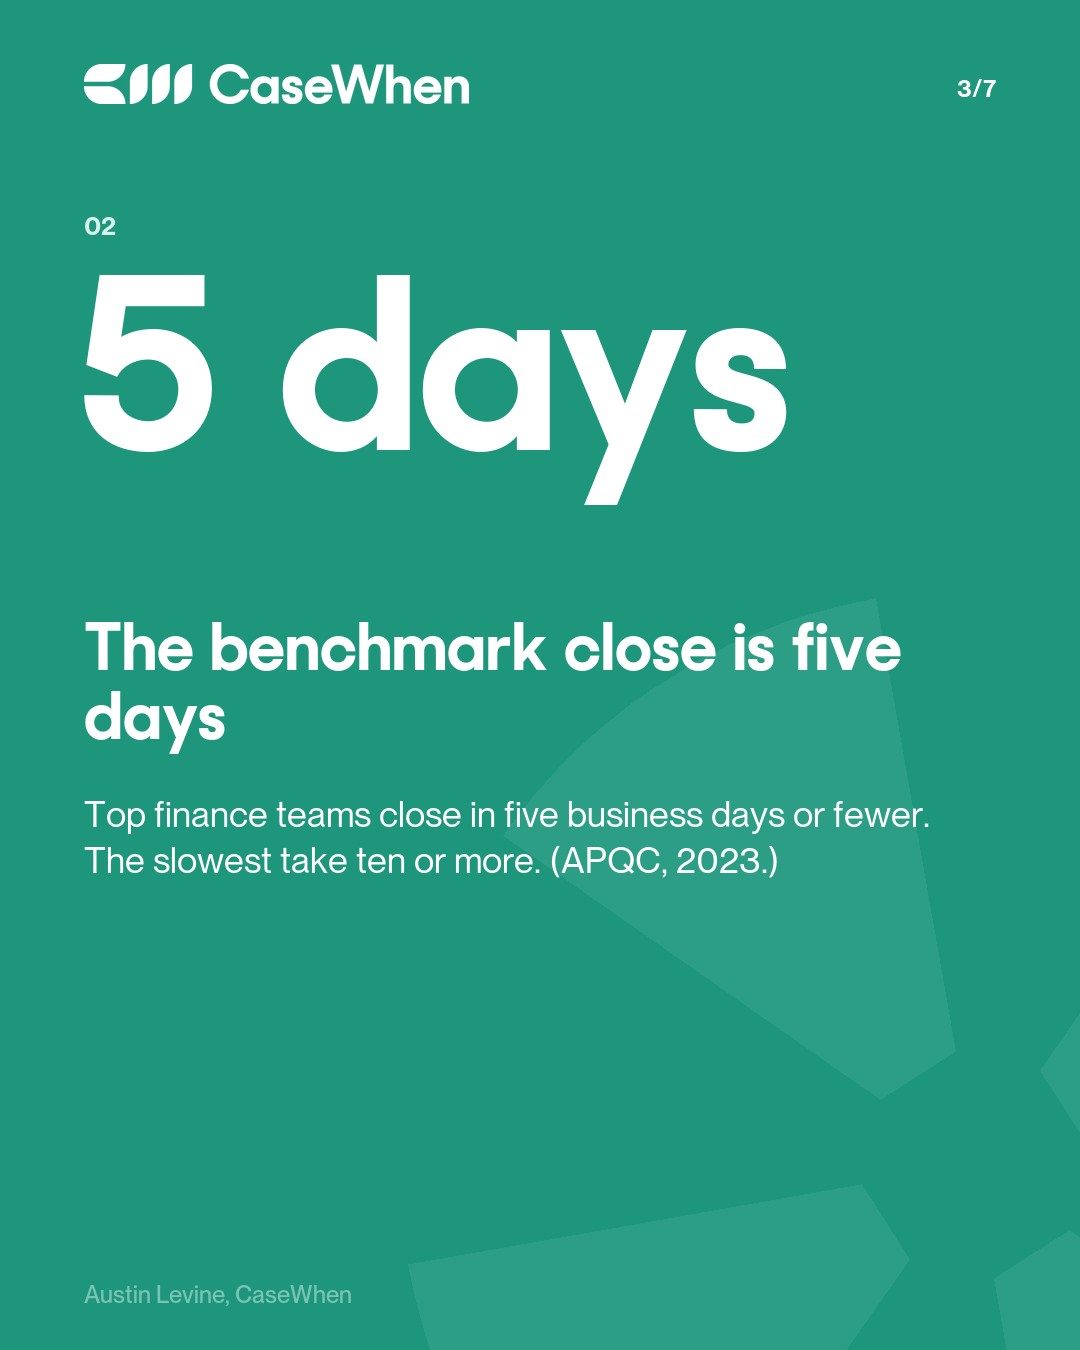 CaseWhen
3/7
02
5 days
The benchmark close is five
days
Top finance teams close in five business days or fewer.
The slowest take ten or more. (APQC, 2023.)
Austin Levine, CaseWhen